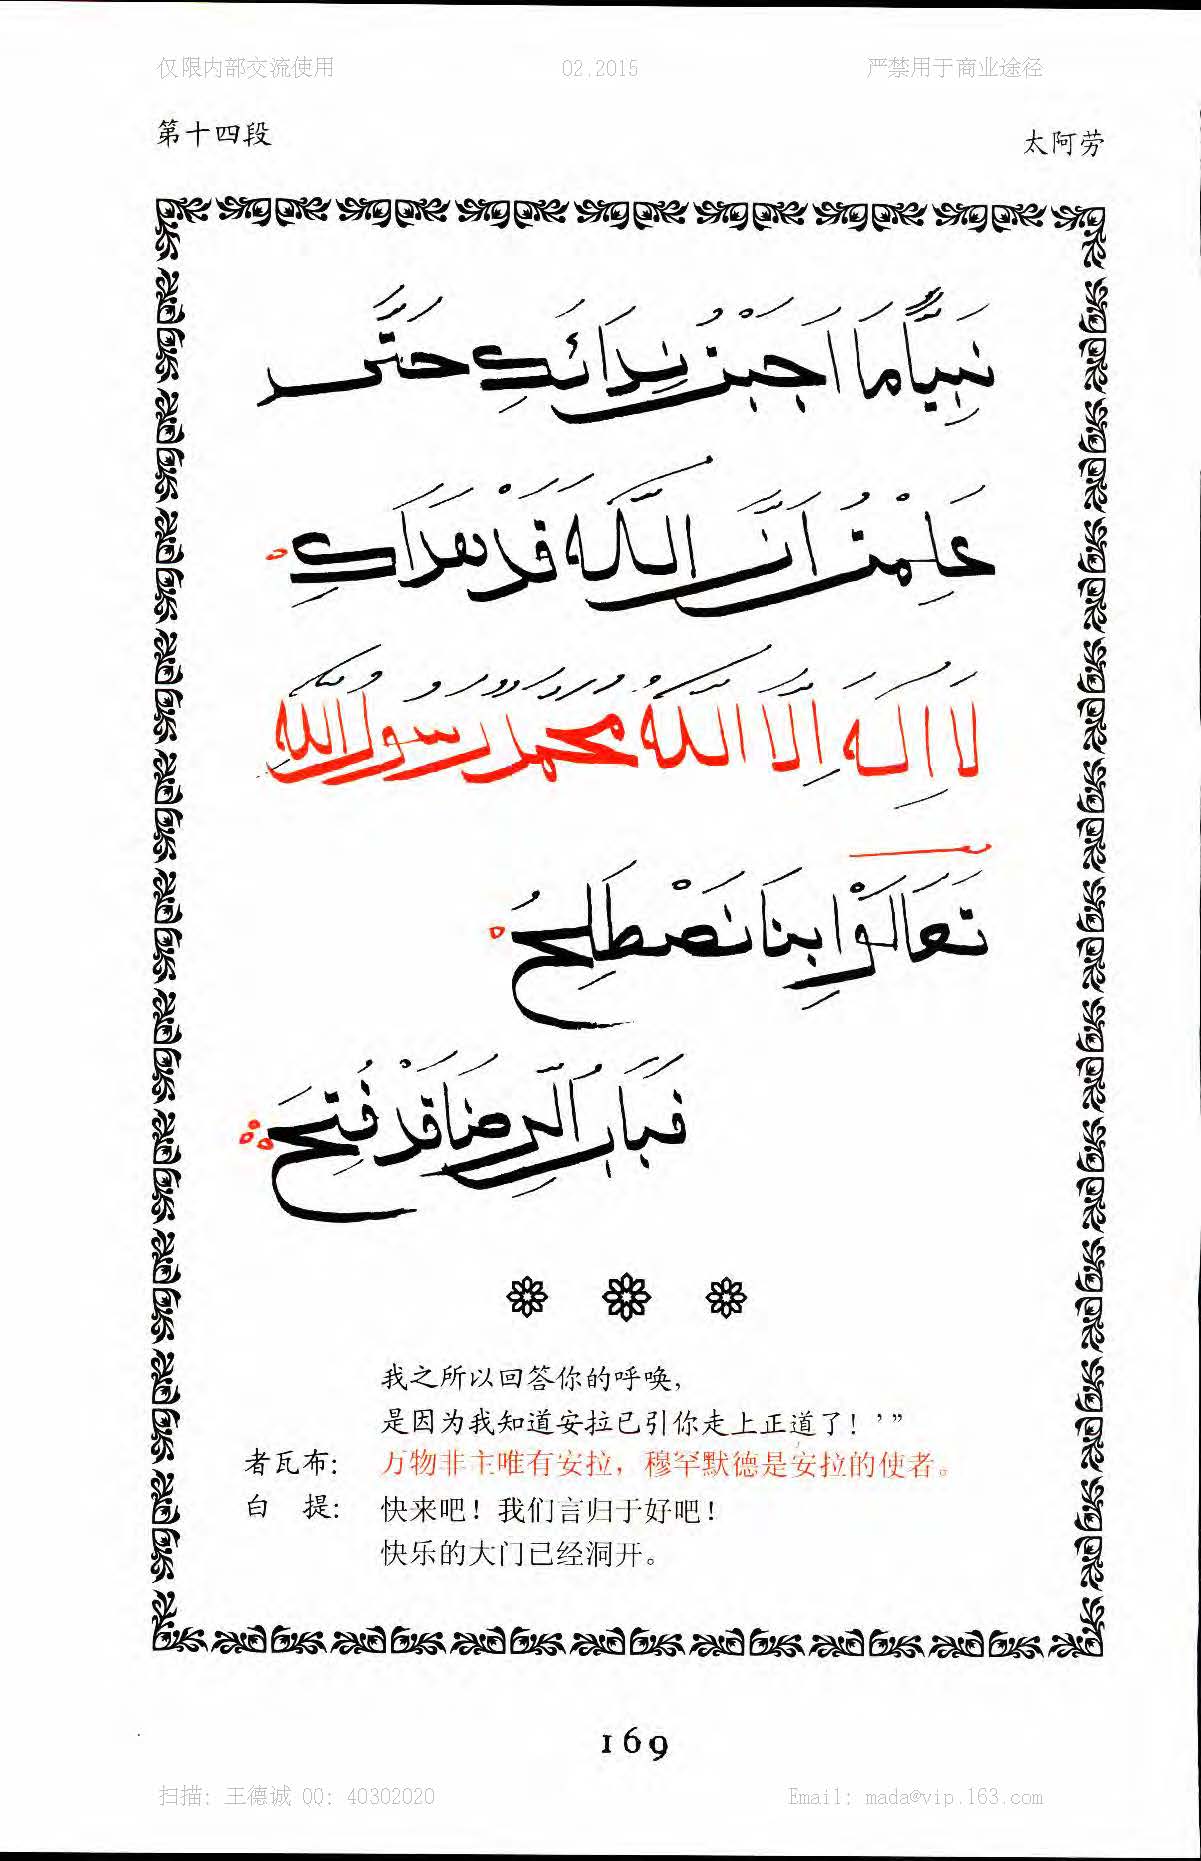 仅限内部交流使用 02.2015 严禁用于商业途径
第十四段 太阿劳
نَبِيًّا مَا اَجَبْتُ نِدَائَكِ حَتَّى
عَلِمْتُ اَنَّ اللَّهَ قَدْ هَدَاكِ
لَا اِلَهَ اِلَّا اللَّهُ مُحَمَّدٌ رَسُولُ اللَّهِ
تَعَالَوْا بِنَا نَصْطَلِحُ
فَبَابُ الرِّضَا قَدْ فُتِحَ
我之所以回答你的呼唤，
是因为我知道安拉已引你走上正道了！’”
者瓦布： 万物非主唯有安拉，穆罕默德是安拉的使者。
白 提： 快来吧！我们言归于好吧！
快乐的大门已经洞开。
169
扫描：王德诚 QQ：40302020 Email：mada@vip.163.com